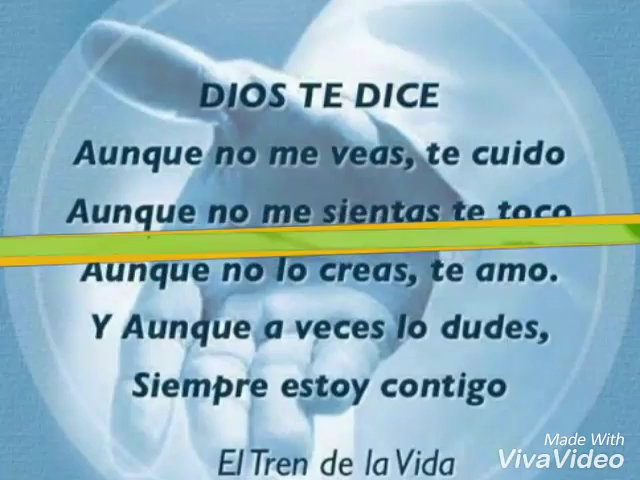 DIOS TE DICE
Aunque no me veas, te cuido
Aunque no me sientas te toco
Aunque no lo creas, te amo.
Y Aunque a veces lo dudes,
Siempre estoy contigo
El Tren de la Vida
Made With
VivaVideo